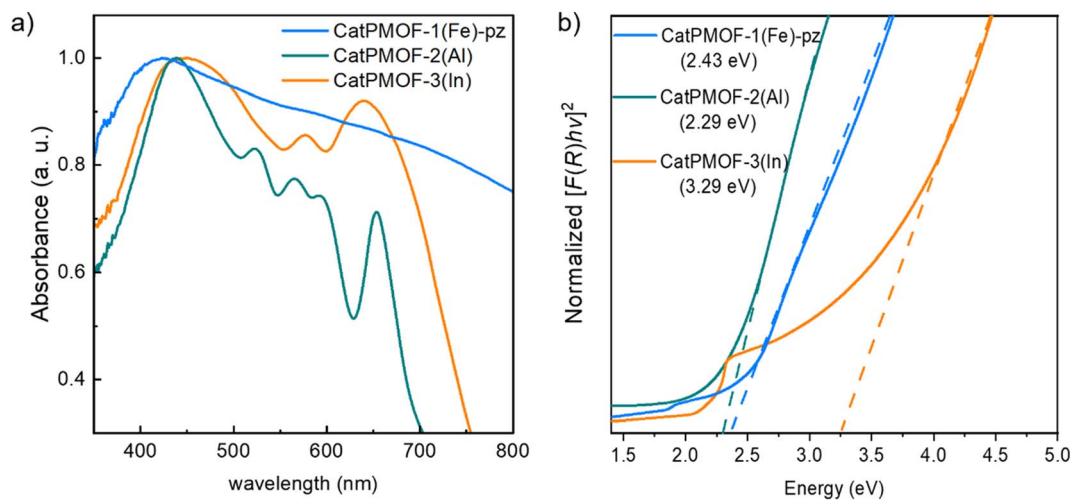 a)
CatPMOF-1(Fe)-pz
CatPMOF-2(Al)
CatPMOF-3(In)
1.0
0.8
0.6
0.4
Absorbance (a. u.)
400 500 600 700 800
wavelength (nm)
b)
CatPMOF-1(Fe)-pz
(2.43 eV)
CatPMOF-2(Al)
(2.29 eV)
CatPMOF-3(In)
(3.29 eV)
Normalized [F(R)hν]²
1.5 2.0 2.5 3.0 3.5 4.0 4.5 5.0
Energy (eV)